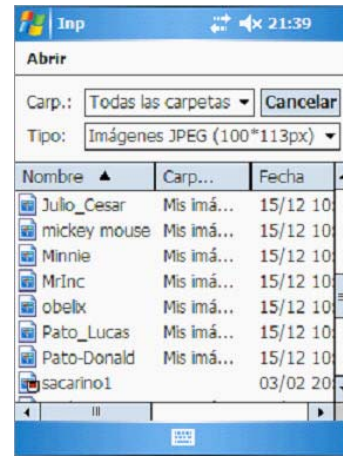 Inp 21:39
Abrir
Carp.: Todas las carpetas Cancelar
Tipo: Imágenes JPEG (100*113px)
Nombre Carp... Fecha
Julio_Cesar Mis imá... 15/12 10:
mickey mouse Mis imá... 15/12 10:
Minnie Mis imá... 15/12 10:
MrInc Mis imá... 15/12 10:
obelix Mis imá... 15/12 10:
Pato_Lucas Mis imá... 15/12 10:
Pato-Donald Mis imá... 15/12 10:
sacarino1 03/02 20